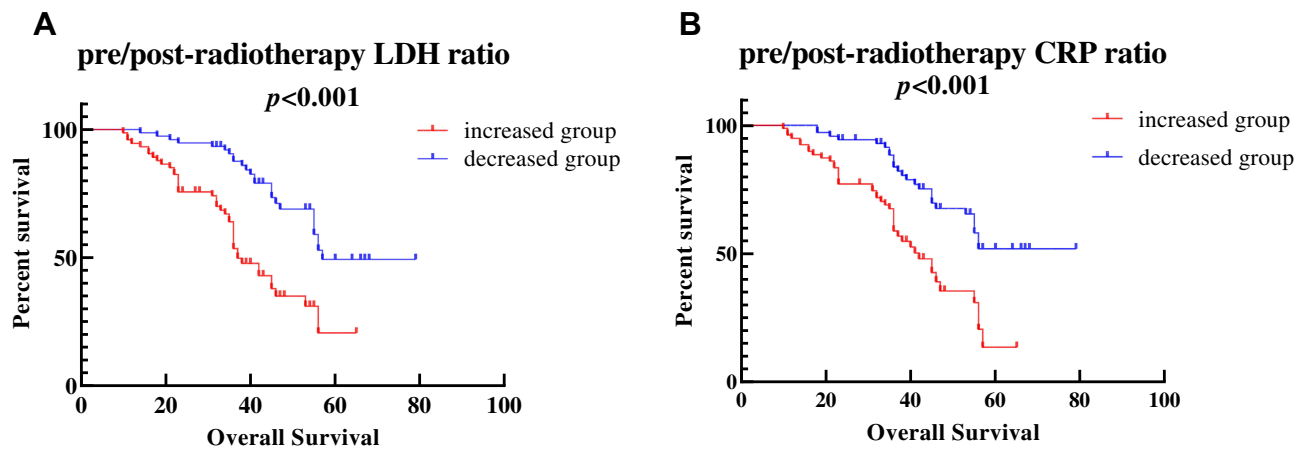 A
pre/post-radiotherapy LDH ratio
p<0.001
increased group
decreased group
100
50
0
Percent survival
0 20 40 60 80 100
Overall Survival
B
pre/post-radiotherapy CRP ratio
p<0.001
increased group
decreased group
100
50
0
Percent survival
0 20 40 60 80 100
Overall Survival